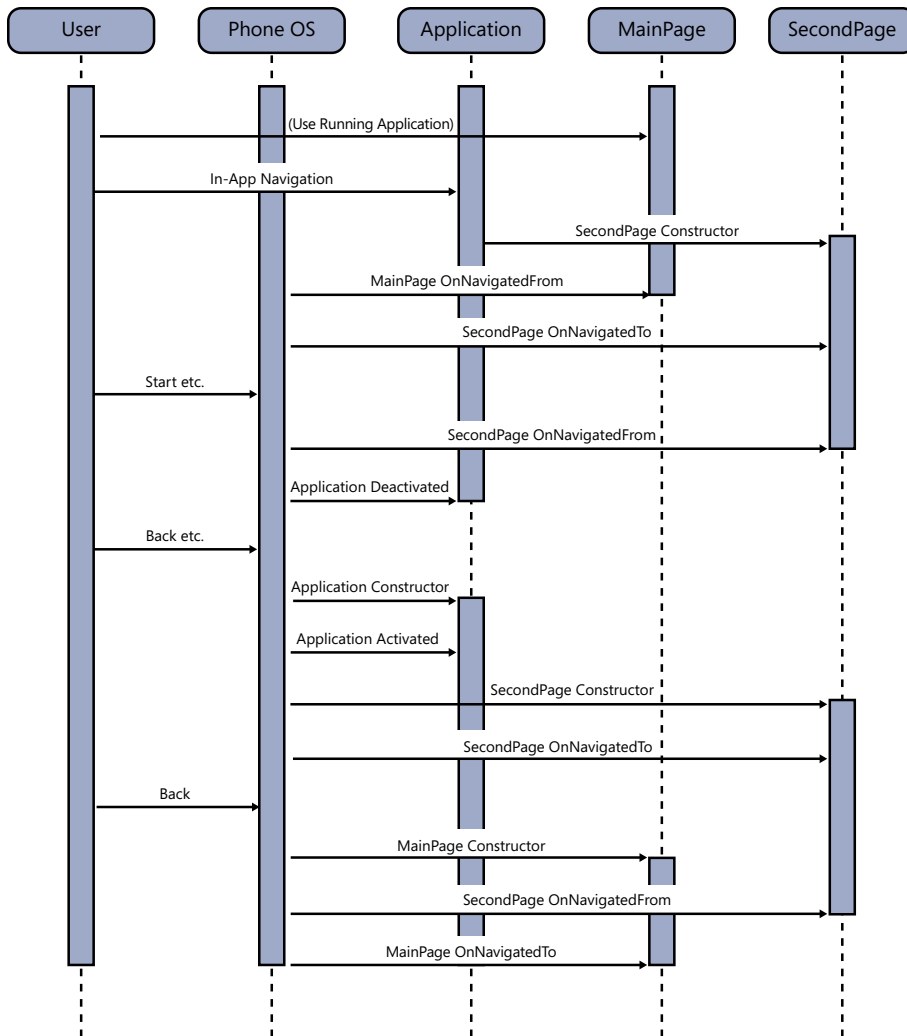 User
Phone OS
Application
MainPage
SecondPage
(Use Running Application)
In-App Navigation
SecondPage Constructor
MainPage OnNavigatedFrom
SecondPage OnNavigatedTo
Start etc.
SecondPage OnNavigatedFrom
Application Deactivated
Back etc.
Application Constructor
Application Activated
SecondPage Constructor
SecondPage OnNavigatedTo
Back
MainPage Constructor
SecondPage OnNavigatedFrom
MainPage OnNavigatedTo